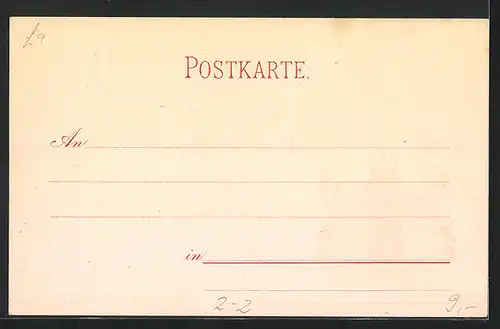 POSTKARTE.
An
in
2-2 9,-